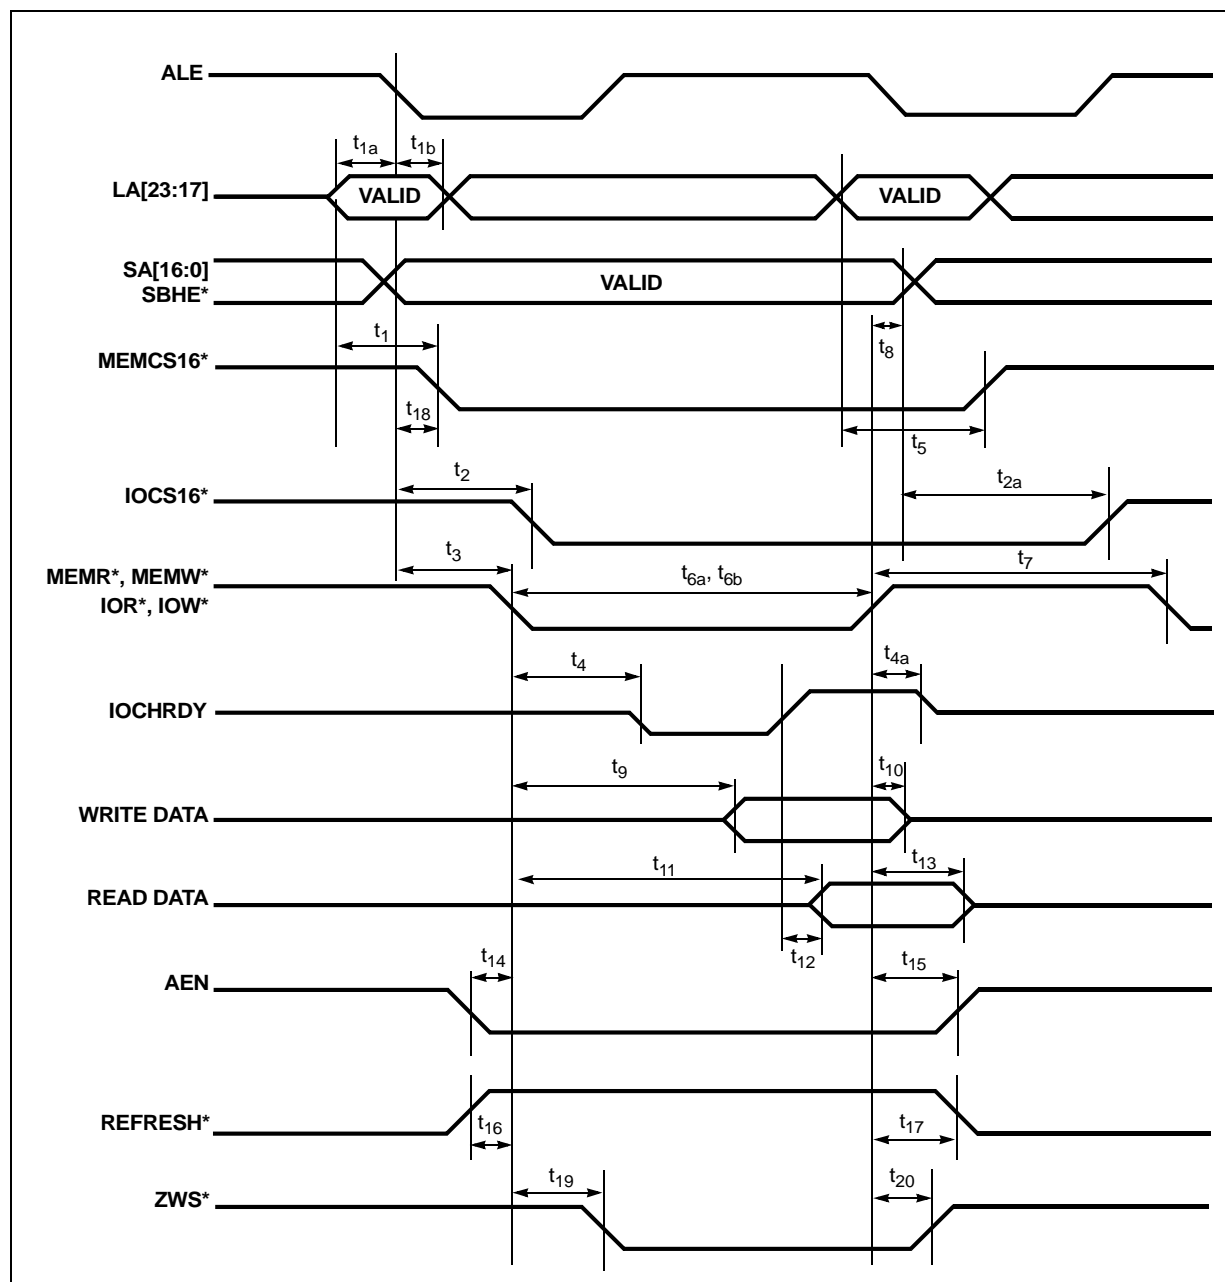 ALE
t1a
t1b
LA[23:17]
VALID
VALID
SA[16:0]
SBHE*
VALID
t1
t8
MEMCS16*
t18
t5
t2
t2a
IOCS16*
t3
t6a, t6b
t7
MEMR*, MEMW*
IOR*, IOW*
t4
t4a
IOCHRDY
t9
t10
WRITE DATA
t11
t13
READ DATA
t12
t14
t15
AEN
REFRESH*
t16
t17
t19
t20
ZWS*